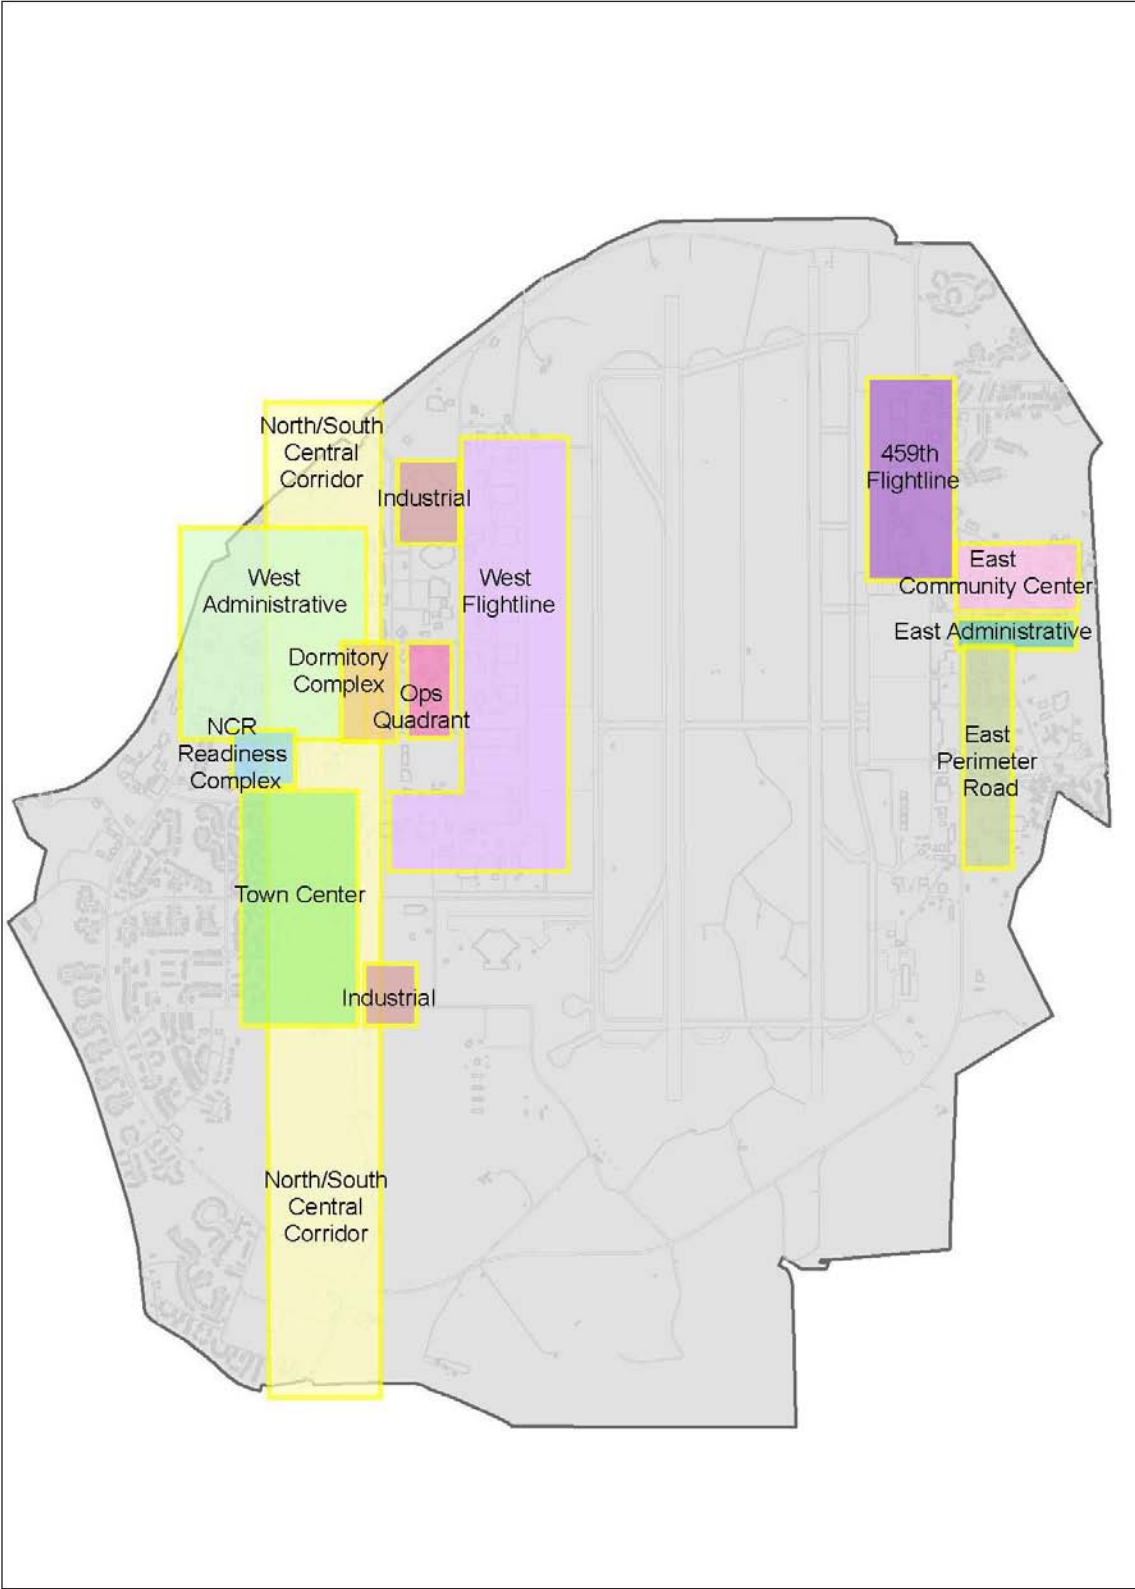 North/South
Central
Corridor
Industrial
459th
Flightline
West
Administrative
West
Flightline
East
Community Center
East Administrative
Dormitory
Complex
Ops
Quadrant
NCR
Readiness
Complex
East
Perimeter
Road
Town Center
Industrial
North/South
Central
Corridor